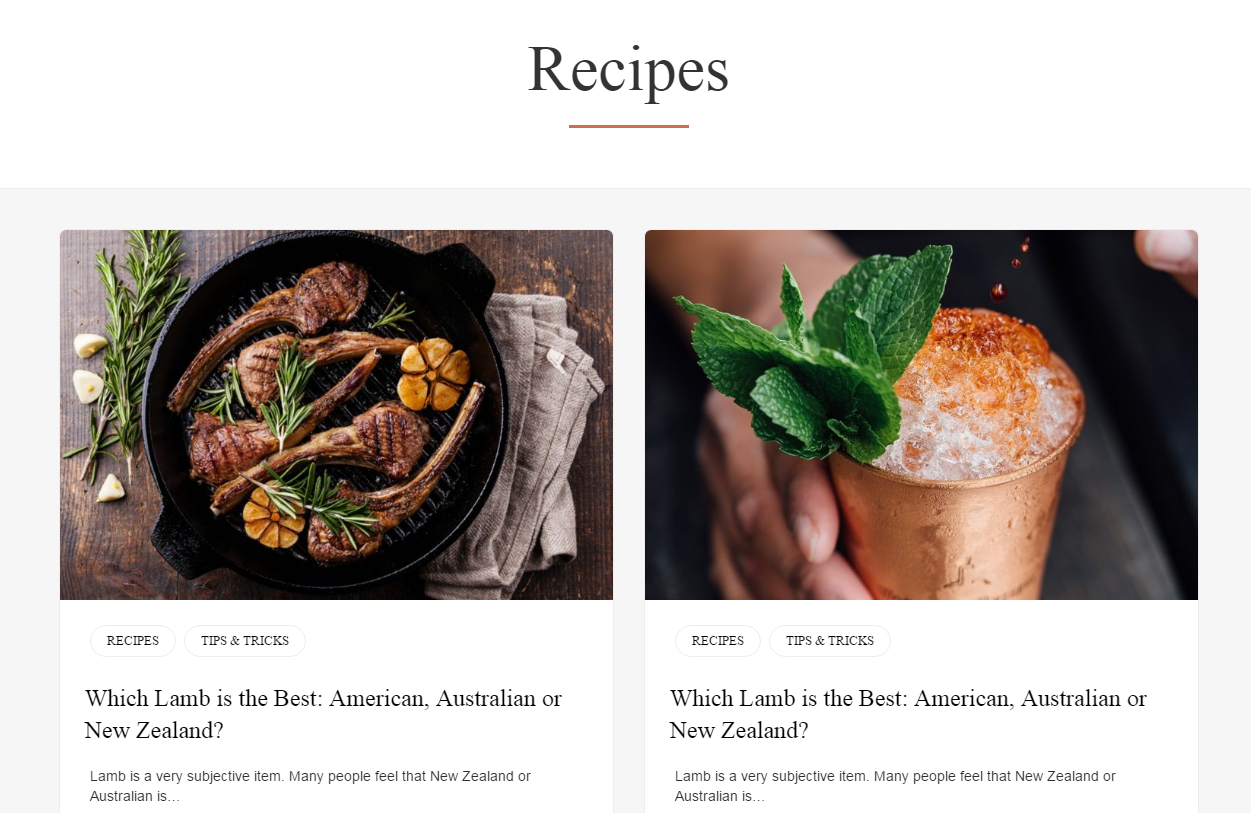 Recipes
RECIPES
TIPS & TRICKS
Which Lamb is the Best: American, Australian or
New Zealand?
Lamb is a very subjective item. Many people feel that New Zealand or
Australian is…
RECIPES
TIPS & TRICKS
Which Lamb is the Best: American, Australian or
New Zealand?
Lamb is a very subjective item. Many people feel that New Zealand or
Australian is…